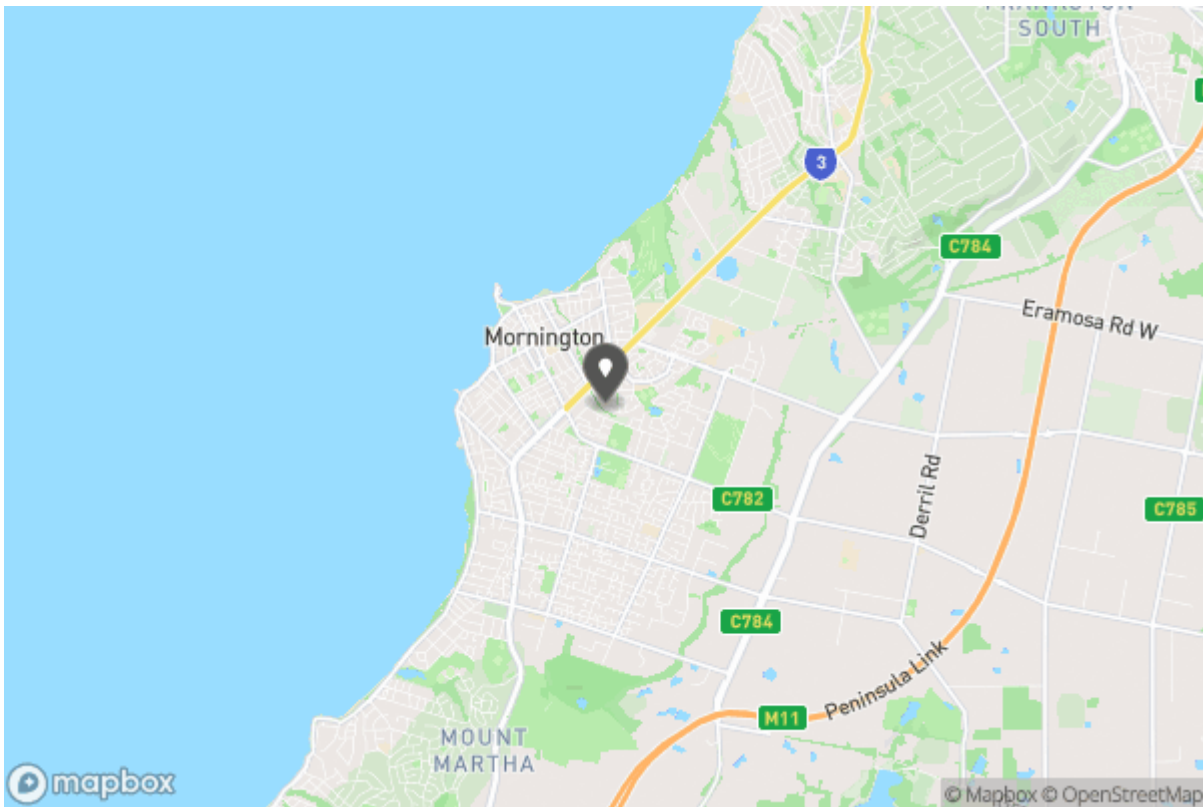 SOUTH
3
C784
Eramosa Rd W
Mornington
Derril Rd
C782
C785
C784
Peninsula Link
M11
MOUNT
MARTHA
mapbox
© Mapbox © OpenStreetMap